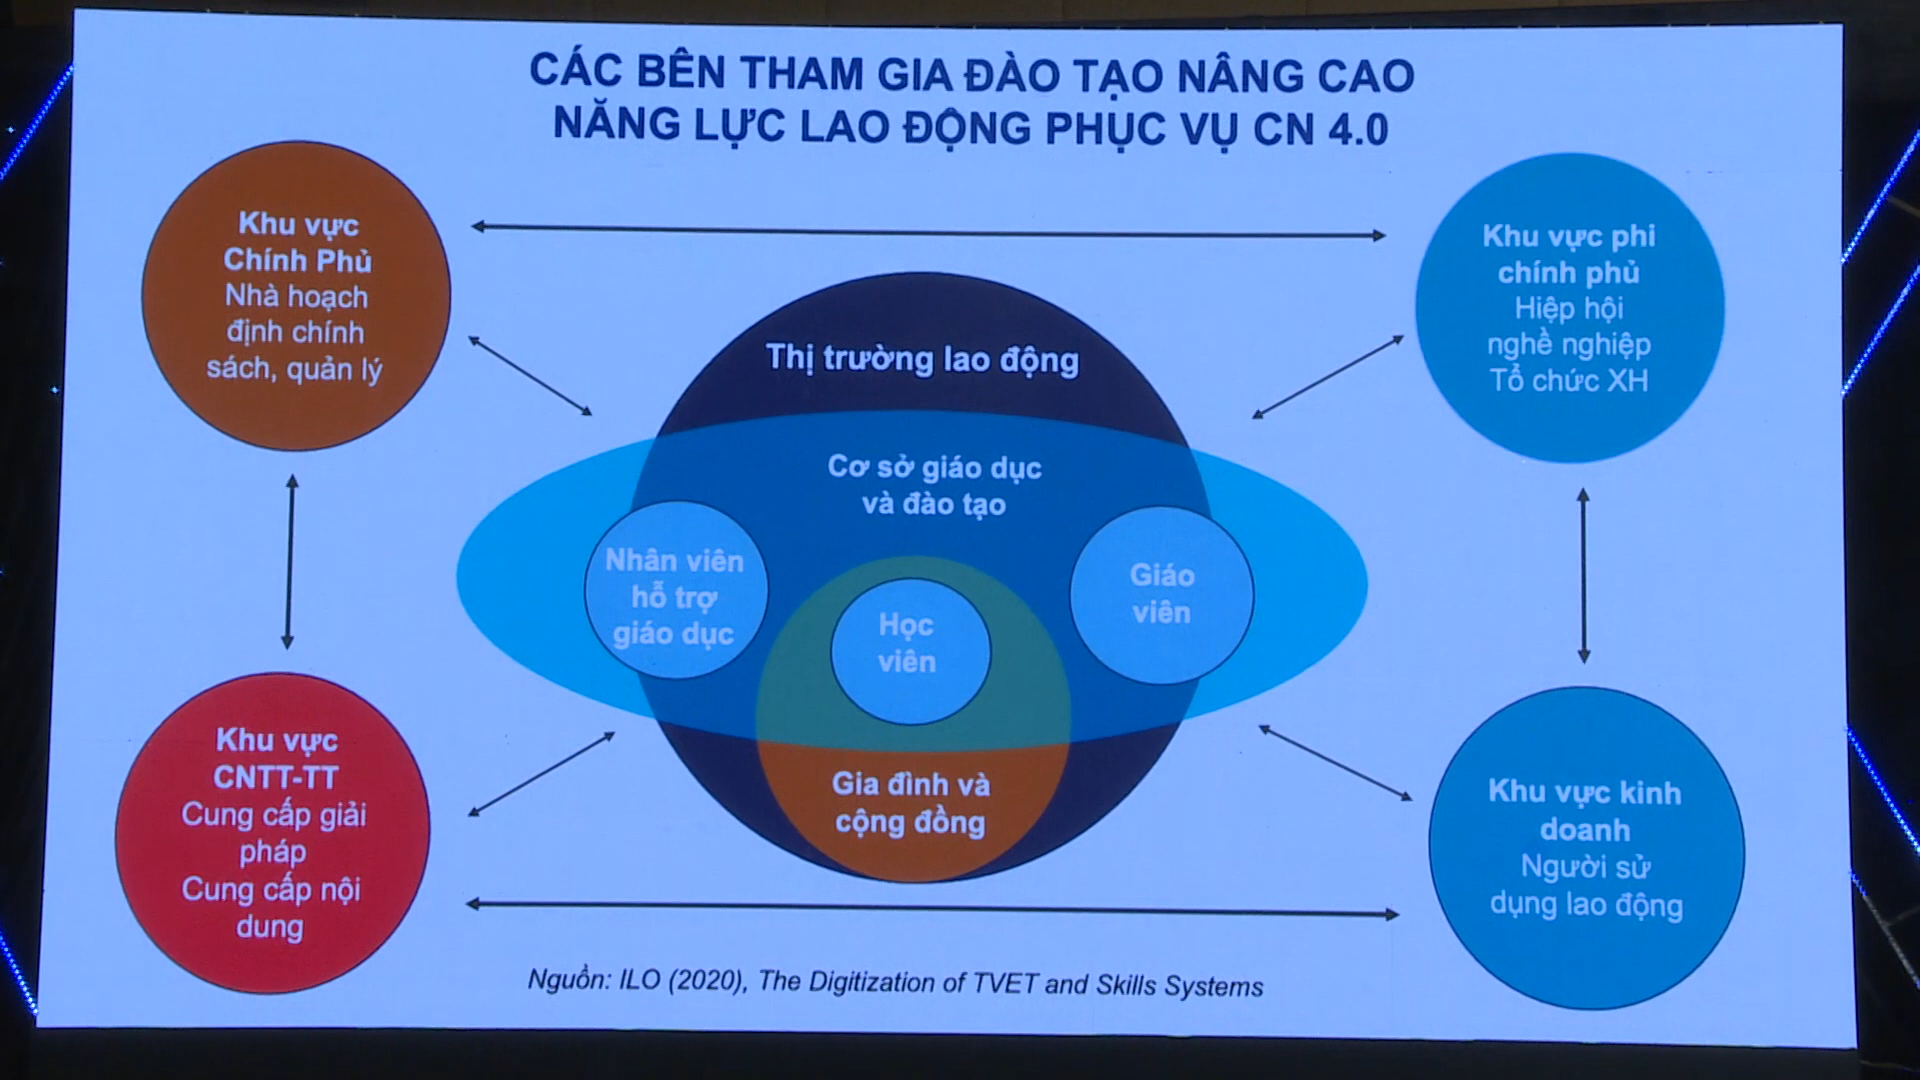 CÁC BÊN THAM GIA ĐÀO TẠO NÂNG CAO
NĂNG LỰC LAO ĐỘNG PHỤC VỤ CN 4.0
Khu vực
Chính Phủ
Nhà hoạch
định chính
sách, quản lý
Khu vực phi
chính phủ
Hiệp hội
nghề nghiệp
Tổ chức XH
Thị trường lao động
Cơ sở giáo dục
và đào tạo
Nhân viên
hỗ trợ
giáo dục
Học
viên
Giáo
viên
Gia đình và
cộng đồng
Khu vực
CNTT-TT
Cung cấp giải
pháp
Cung cấp nội
dung
Khu vực kinh
doanh
Người sử
dụng lao động
Nguồn: ILO (2020), The Digitization of TVET and Skills Systems